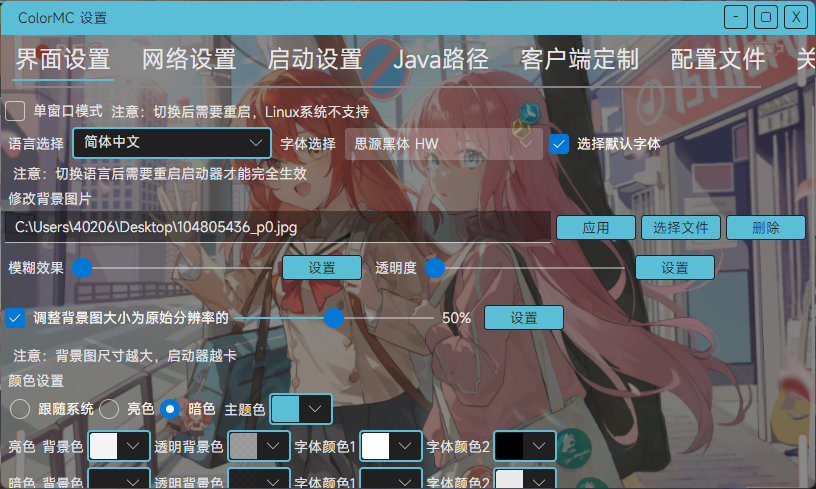 ColorMC 设置
界面设置 网络设置 启动设置 Java路径 客户端定制 配置文件 关
单窗口模式 注意：切换后需要重启，Linux系统不支持
语言选择 简体中文 字体选择 思源黑体 HW 选择默认字体
注意：切换语言后需要重启启动器才能完全生效
修改背景图片
C:\Users\40206\Desktop\104805436_p0.jpg 应用 选择文件 删除
模糊效果 设置 透明度 设置
调整背景图大小为原始分辨率的 50% 设置
注意：背景图尺寸越大，启动器越卡
颜色设置
跟随系统 亮色 暗色 主题色
亮色 背景色 透明背景色 字体颜色1 字体颜色2
暗色 背景色 透明背景色 字体颜色1 字体颜色2